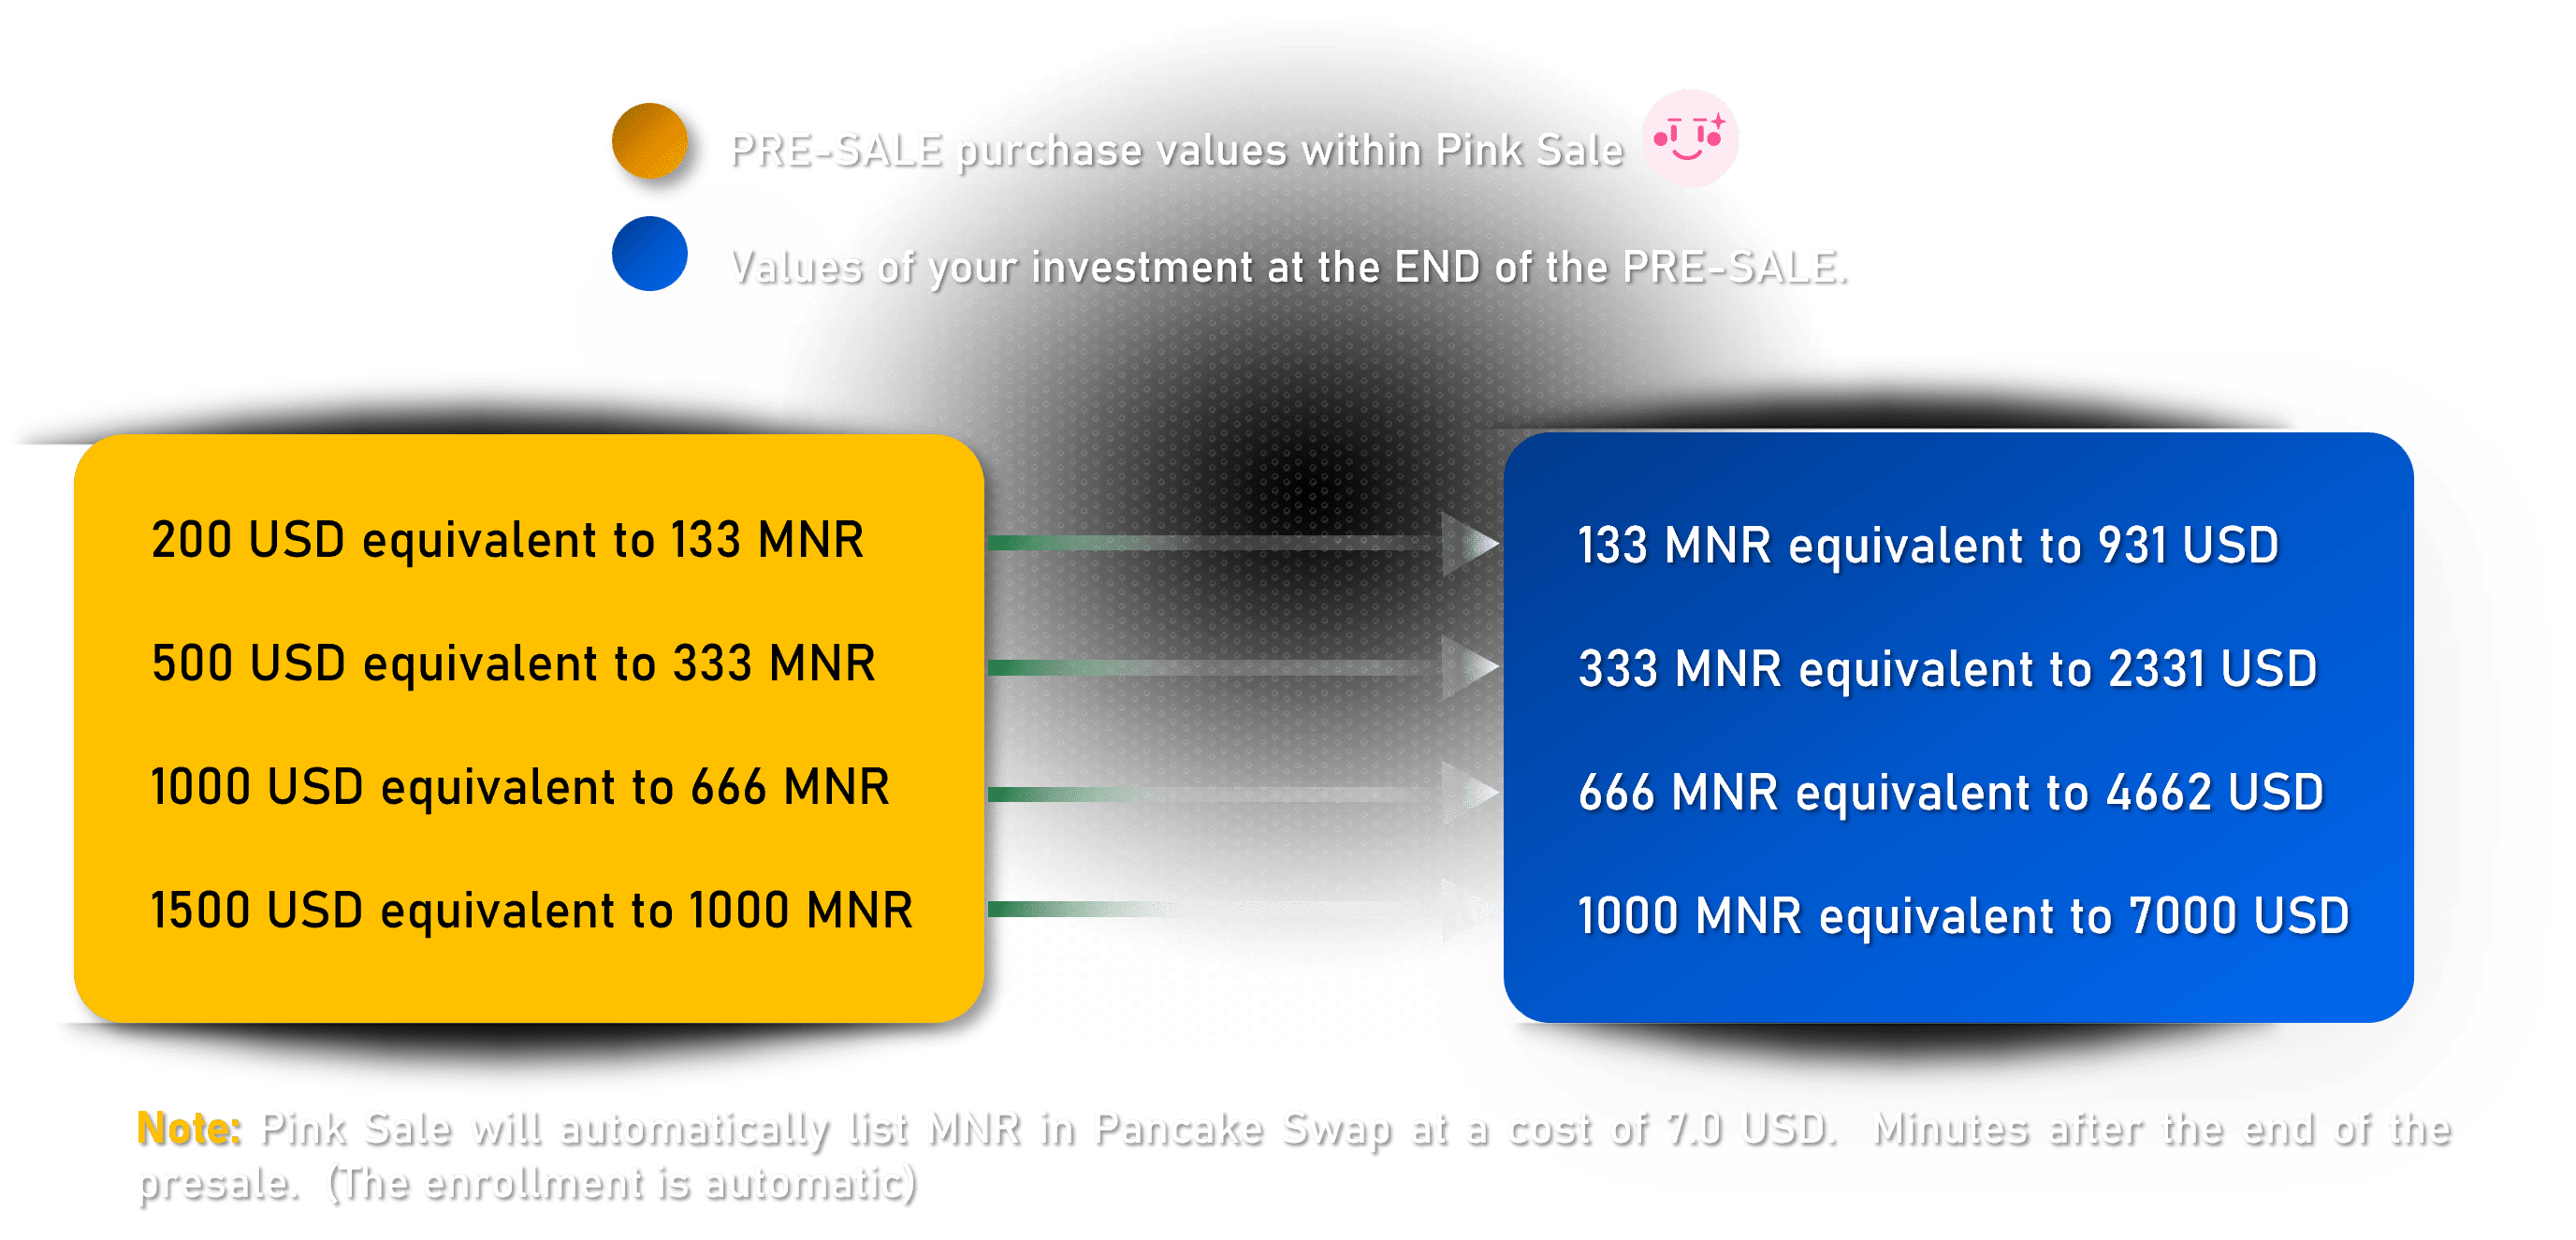 PRE-SALE purchase values within Pink Sale
Values of your investment at the END of the PRE-SALE.
200 USD equivalent to 133 MNR
500 USD equivalent to 333 MNR
1000 USD equivalent to 666 MNR
1500 USD equivalent to 1000 MNR
133 MNR equivalent to 931 USD
333 MNR equivalent to 2331 USD
666 MNR equivalent to 4662 USD
1000 MNR equivalent to 7000 USD
Note: Pink Sale will automatically list MNR in Pancake Swap at a cost of 7.0 USD. Minutes after the end of the
presale. (The enrollment is automatic)